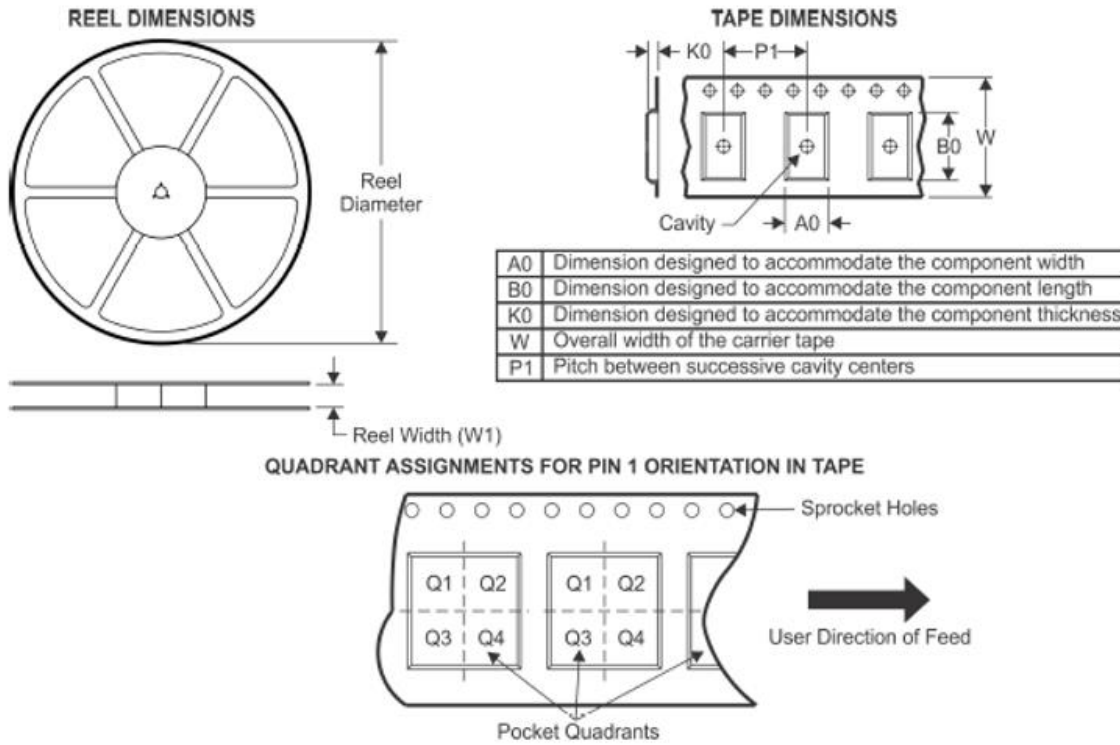 REEL DIMENSIONS
Reel
Diameter
Reel Width (W1)
TAPE DIMENSIONS
K0
P1
B0
W
Cavity
A0
A0 Dimension designed to accommodate the component width
B0 Dimension designed to accommodate the component length
K0 Dimension designed to accommodate the component thickness
W Overall width of the carrier tape
P1 Pitch between successive cavity centers
QUADRANT ASSIGNMENTS FOR PIN 1 ORIENTATION IN TAPE
Sprocket Holes
Q1 Q2 Q1 Q2
Q3 Q4 Q3 Q4
User Direction of Feed
Pocket Quadrants